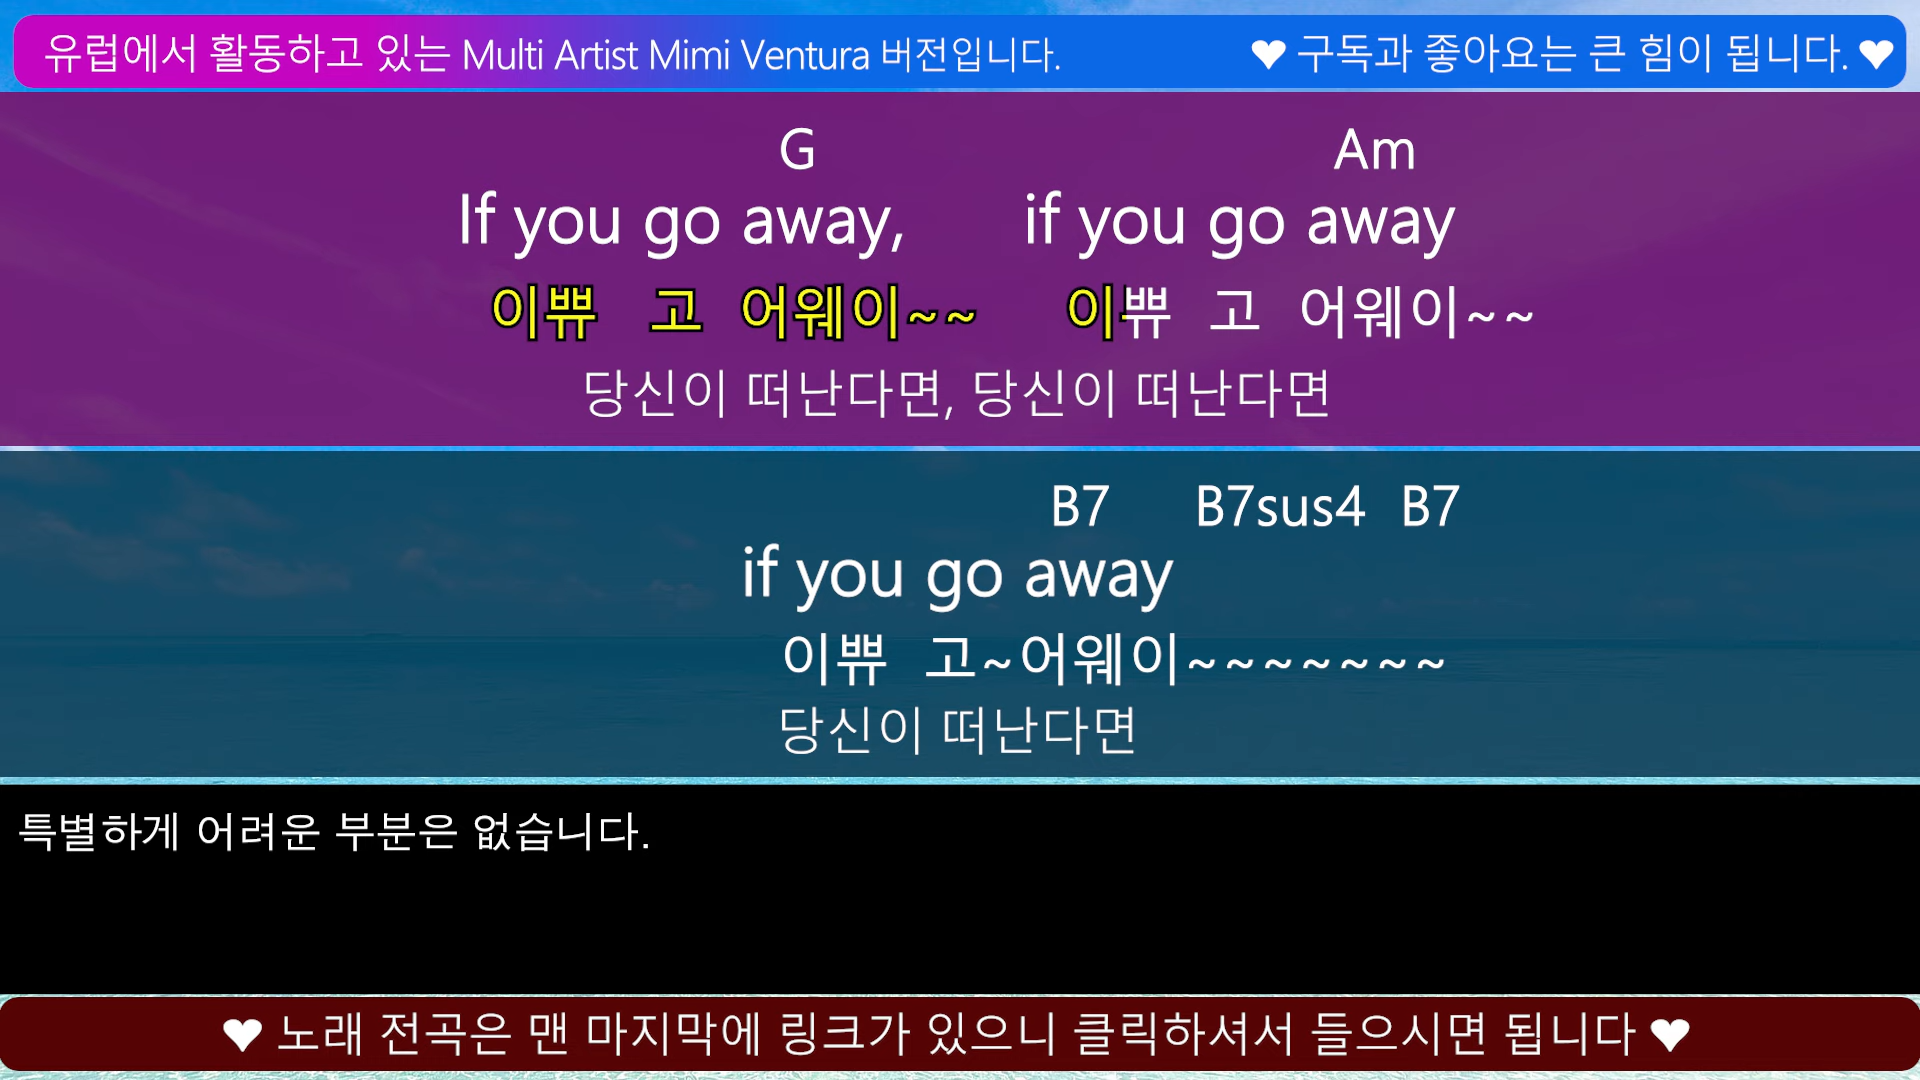 유럽에서 활동하고 있는 Multi Artist Mimi Ventura 버전입니다. ♥ 구독과 좋아요는 큰 힘이 됩니다. ♥
G Am
If you go away, if you go away
이쀼 고 어웨이~~ 이쀼 고 어웨이~~
당신이 떠난다면, 당신이 떠난다면
B7 B7sus4 B7
if you go away
이쀼 고~어웨이~~~~~~~
당신이 떠난다면
특별하게 어려운 부분은 없습니다.
♥ 노래 전곡은 맨 마지막에 링크가 있으니 클릭하셔서 들으시면 됩니다 ♥